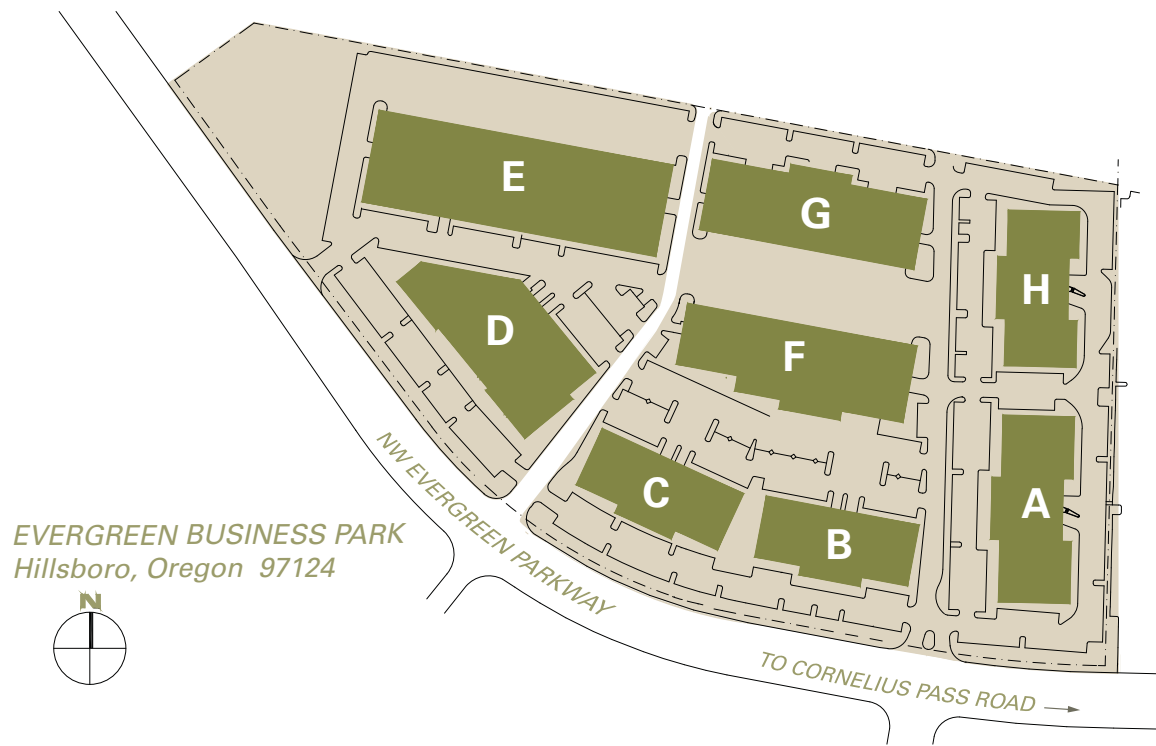 E
G
H
D
F
C
A
B
NW EVERGREEN PARKWAY
EVERGREEN BUSINESS PARK
Hillsboro, Oregon 97124
N
TO CORNELIUS PASS ROAD